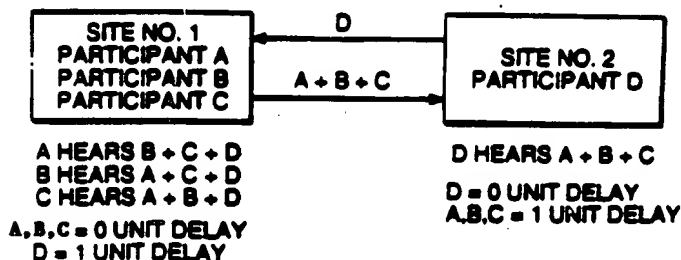 SITE NO. 1
PARTICIPANT A
PARTICIPANT B
PARTICIPANT C
D
A + B + C
SITE NO. 2
PARTICIPANT D
A HEARS B + C + D
B HEARS A + C + D
C HEARS A + B + D
A,B,C = 0 UNIT DELAY
D = 1 UNIT DELAY
D HEARS A + B + C
D = 0 UNIT DELAY
A,B,C = 1 UNIT DELAY